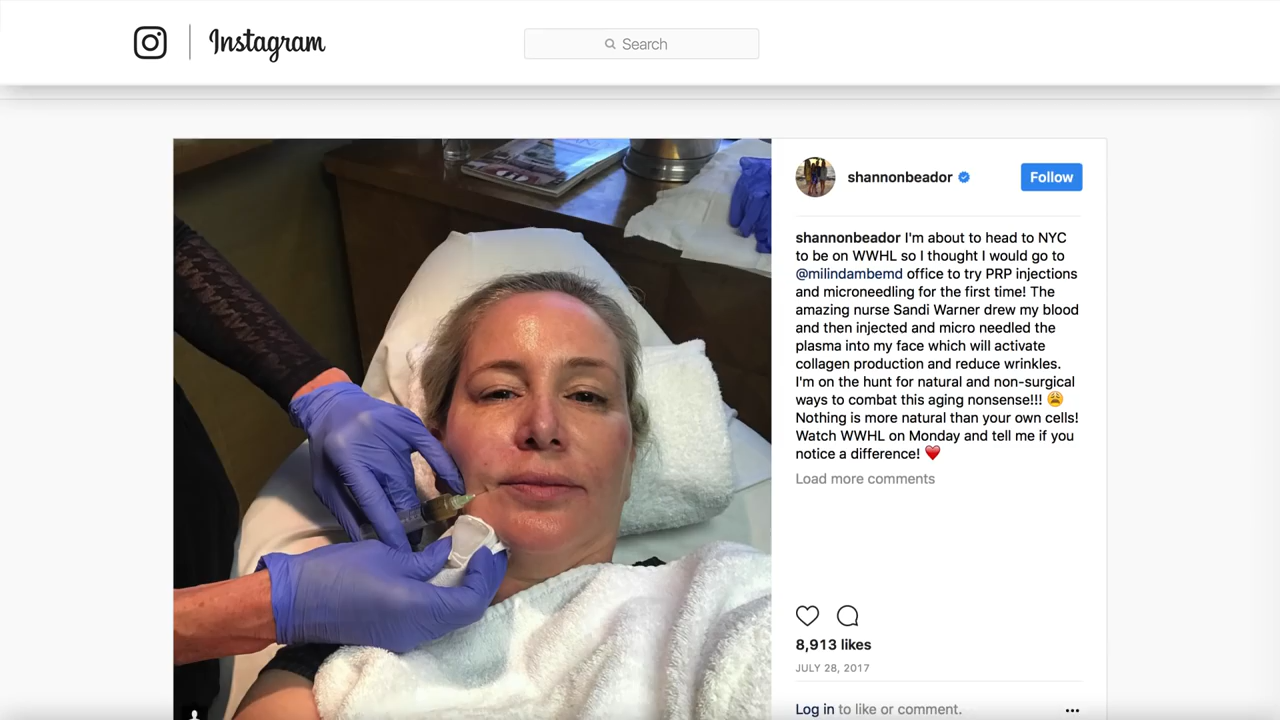 Instagram
Search
shannonbeador
Follow
shannonbeador I'm about to head to NYC
to be on WWHL so I thought I would go to
@milindambemd office to try PRP injections
and microneedling for the first time! The
amazing nurse Sandi Warner drew my blood
and then injected and micro needled the
plasma into my face which will activate
collagen production and reduce wrinkles.
I'm on the hunt for natural and non-surgical
ways to combat this aging nonsense!!! 😩
Nothing is more natural than your own cells!
Watch WWHL on Monday and tell me if you
notice a difference! ❤️
Load more comments
8,913 likes
JULY 28, 2017
Log in to like or comment.